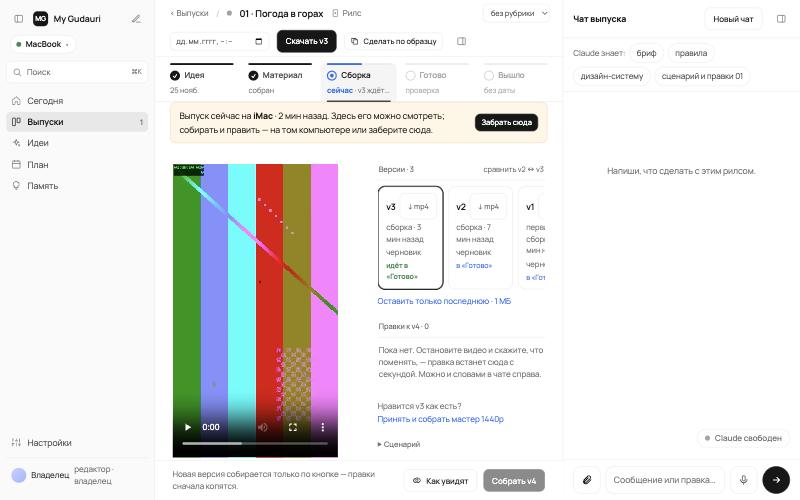 MG My Gudauri
MacBook
Поиск ⌘K
Сегодня
Выпуски 1
Идеи
План
Память
Настройки
Владелец редактор · владелец
‹ Выпуски / 01 · Погода в горах Рилс
без рубрики
дд.мм.гггг, --:--
Скачать v3
Сделать по образцу
Идея
25 нояб.
Материал
собран
Сборка
сейчас · v3 ждёт…
Готово
проверка
Вышло
без даты
Выпуск сейчас на iMac · 2 мин назад. Здесь его можно смотреть;
собирать и править — на том компьютере или заберите сюда.
Забрать сюда
0:00
Версии · 3
сравнить v2 ⇔ v3
v3 ↓ mp4
сборка · 3
мин назад
черновик
идёт в
«Готово»
v2 ↓ mp4
сборка · 7
мин назад
черновик
в «Готово»
v1
Оставить только последнюю · 1 МБ
Правки к v4 · 0
Пока нет. Остановите видео и скажите, что
поменять, — правка встанет сюда с
секундой. Можно и словами в чате справа.
Нравится v3 как есть?
Принять и собрать мастер 1440p
▸ Сценарий
Новая версия собирается только по кнопке — правки
сначала копятся.
Как увидят
Собрать v4
Чат выпуска
Новый чат
Claude знает: бриф правила
дизайн-систему сценарий и правки 01
Напиши, что сделать с этим рилсом.
Claude свободен
Сообщение или правка…